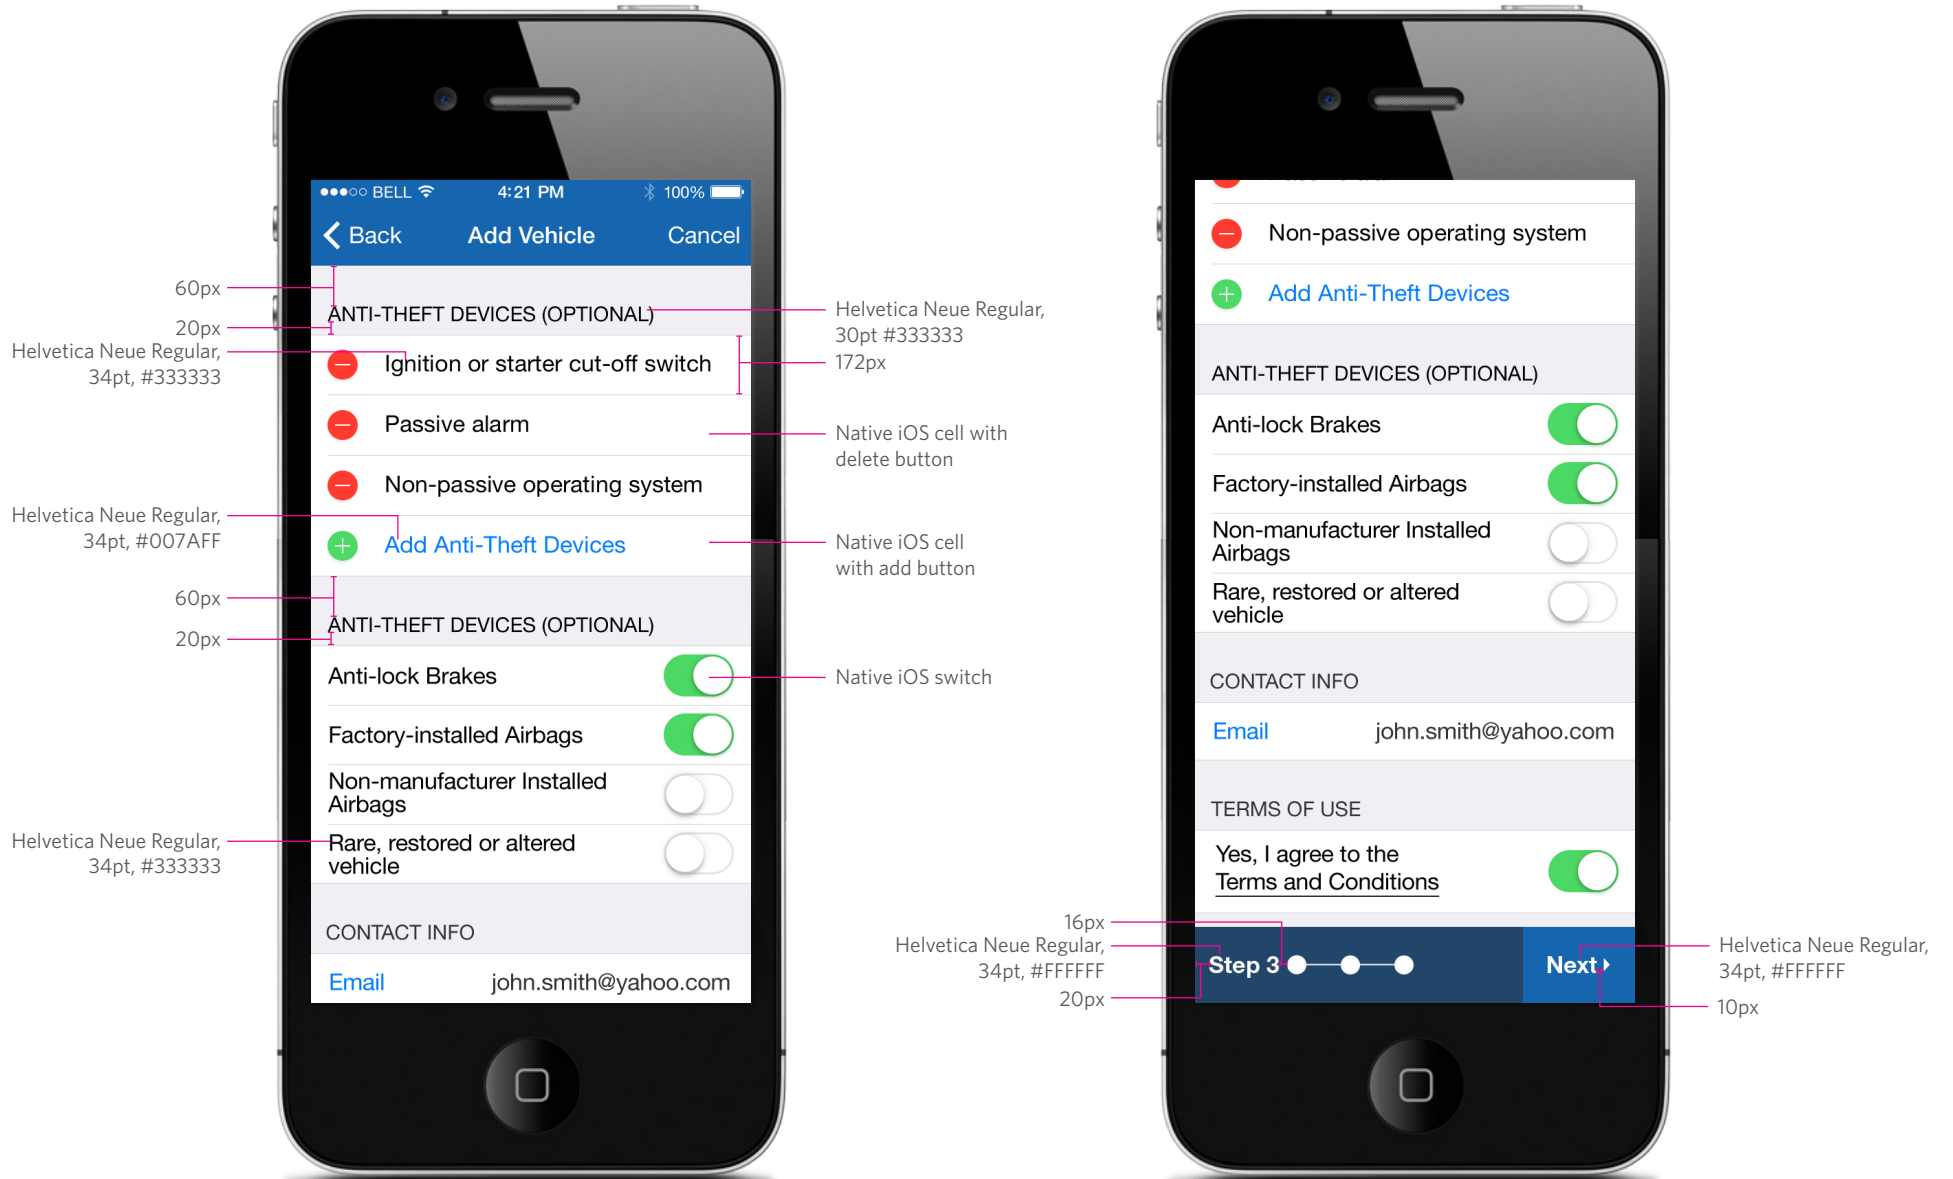 BELL
4:21 PM
100%
Back
Add Vehicle
Cancel
60px
ANTI-THEFT DEVICES (OPTIONAL)
Helvetica Neue Regular,
30pt #333333
20px
Helvetica Neue Regular,
34pt, #333333
Ignition or starter cut-off switch
172px
Passive alarm
Native iOS cell with
delete button
Non-passive operating system
Helvetica Neue Regular,
34pt, #007AFF
Add Anti-Theft Devices
Native iOS cell
with add button
60px
ANTI-THEFT DEVICES (OPTIONAL)
20px
Anti-lock Brakes
Native iOS switch
Factory-installed Airbags
Non-manufacturer Installed
Airbags
Helvetica Neue Regular,
34pt, #333333
Rare, restored or altered
vehicle
CONTACT INFO
Email
john.smith@yahoo.com
Non-passive operating system
Add Anti-Theft Devices
ANTI-THEFT DEVICES (OPTIONAL)
Anti-lock Brakes
Factory-installed Airbags
Non-manufacturer Installed
Airbags
Rare, restored or altered
vehicle
CONTACT INFO
Email
john.smith@yahoo.com
TERMS OF USE
Yes, I agree to the
Terms and Conditions
16px
Helvetica Neue Regular,
34pt, #FFFFFF
20px
Step 3
Next
Helvetica Neue Regular,
34pt, #FFFFFF
10px